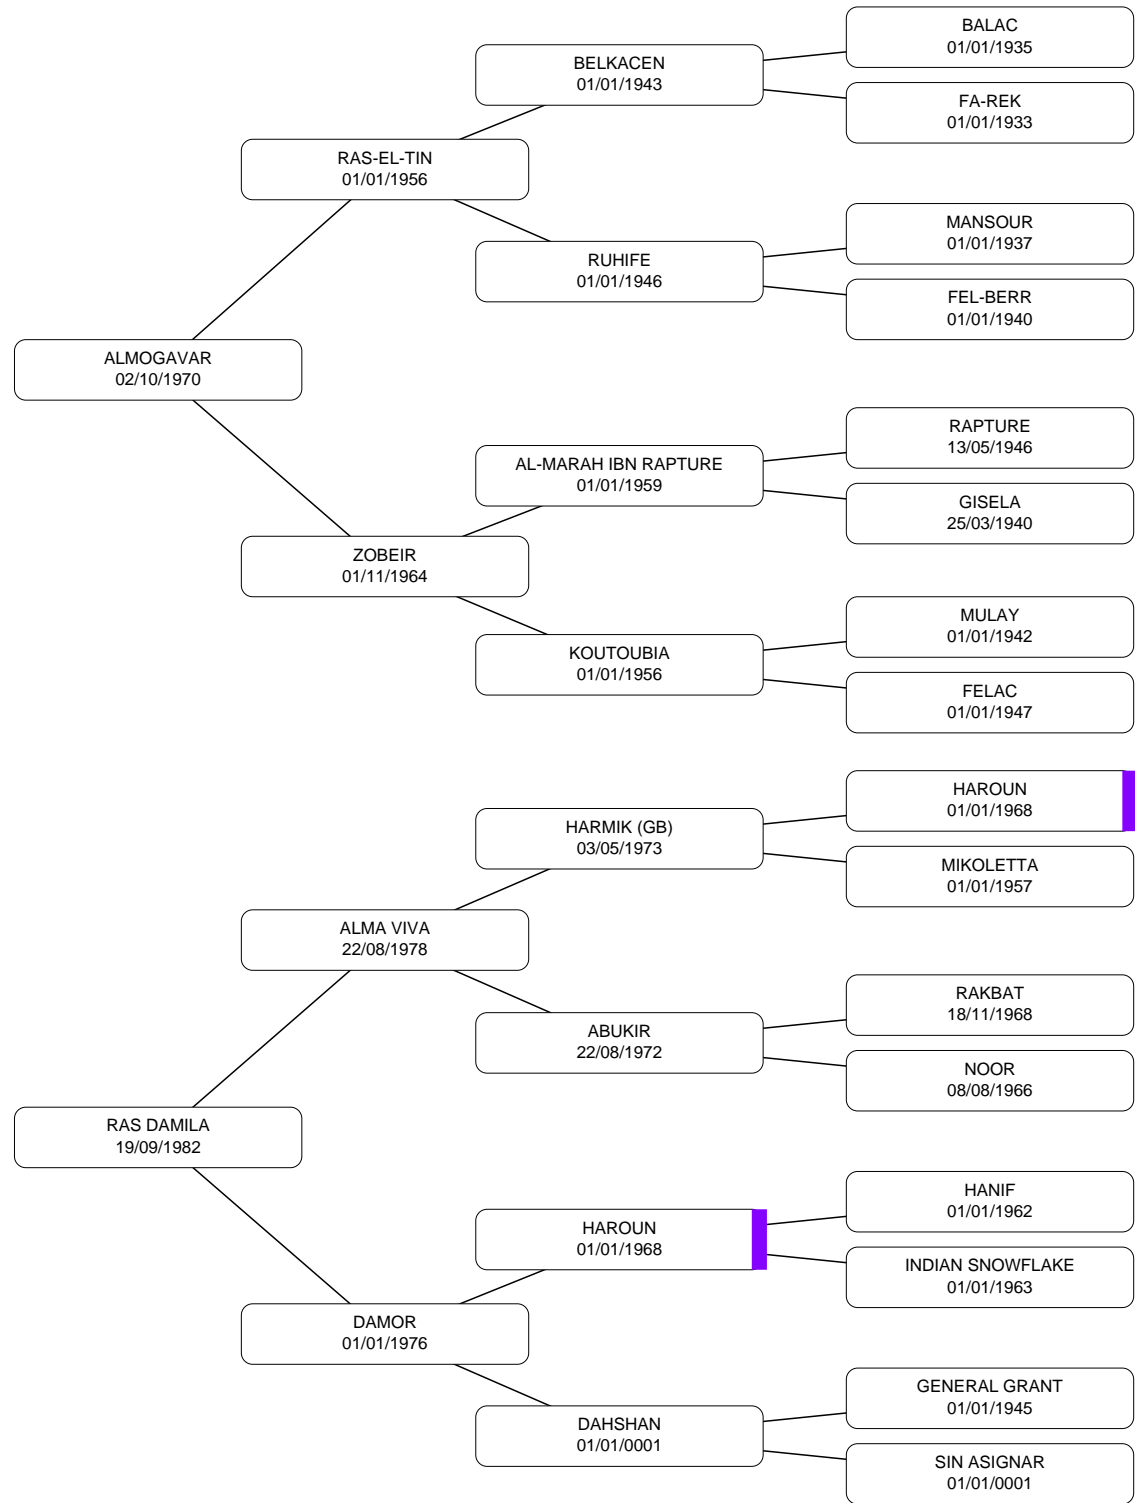 BALAC
01/01/1935
BELKACEN
01/01/1943
FA-REK
01/01/1933
RAS-EL-TIN
01/01/1956
MANSOUR
01/01/1937
RUHIFE
01/01/1946
FEL-BERR
01/01/1940
ALMOGAVAR
02/10/1970
RAPTURE
13/05/1946
AL-MARAH IBN RAPTURE
01/01/1959
GISELA
25/03/1940
ZOBEIR
01/11/1964
MULAY
01/01/1942
KOUTOUBIA
01/01/1956
FELAC
01/01/1947
HAROUN
01/01/1968
HARMIK (GB)
03/05/1973
MIKOLETTA
01/01/1957
ALMA VIVA
22/08/1978
RAKBAT
18/11/1968
ABUKIR
22/08/1972
NOOR
08/08/1966
RAS DAMILA
19/09/1982
HANIF
01/01/1962
HAROUN
01/01/1968
INDIAN SNOWFLAKE
01/01/1963
DAMOR
01/01/1976
GENERAL GRANT
01/01/1945
DAHSHAN
01/01/0001
SIN ASIGNAR
01/01/0001